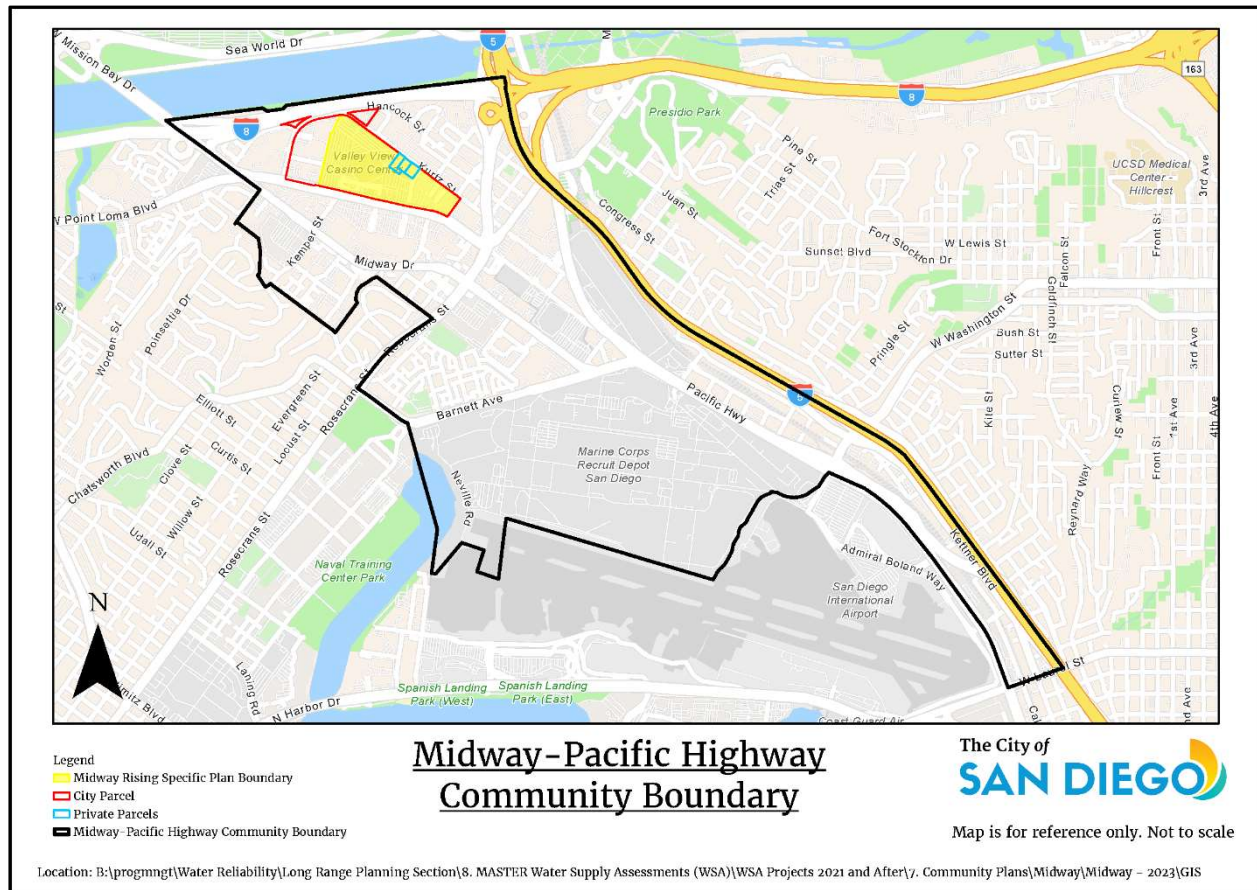 Sea World Dr
W Mission Bay Dr
5
163
8
8
Hancock St
Presidio Park
Pine St
Trias St
UCSD Medical
Center -
Hillcrest
3rd Ave
Valley View
Casino Center
Kurtz St
W Point Loma Blvd
Kemper St
Juan St
Congress St
Fort Stockton Dr
Sunset Blvd
W Lewis St
Falcon St
Goldfinch St
Front St
Midway Dr
Poinsettia Dr
Worden St
St
Rosecrans St
Pringle St
W Washington St
Bush St
Sutter St
3rd Ave
Evergreen St
Rosecrans St
Elliott St
Locust St
Curtis St
Clove St
Chatsworth Blvd
Willow St
Udall St
Rosecrans St
Barnett Ave
Pacific Hwy
Kite St
Curlew St
1st Ave
4th Ave
Front St
Reynard Way
Marine Corps
Recruit Depot
San Diego
Neville Rd
Naval Training
Center Park
Admiral Boland Way
Kettner Blvd
San Diego
International
Airport
N
Laning Rd
N Harbor Dr
Spanish Landing
Park (West)
Spanish Landing
Park (East)
W Laurel St
Legend
Midway Rising Specific Plan Boundary
City Parcel
Private Parcels
Midway-Pacific Highway Community Boundary
Midway-Pacific Highway
Community Boundary
The City of
SAN DIEGO
Map is for reference only. Not to scale
Location: B:\progmngt\Water Reliability\Long Range Planning Section\8. MASTER Water Supply Assessments (WSA)\WSA Projects 2021 and After\7. Community Plans\Midway\Midway - 2023\GIS